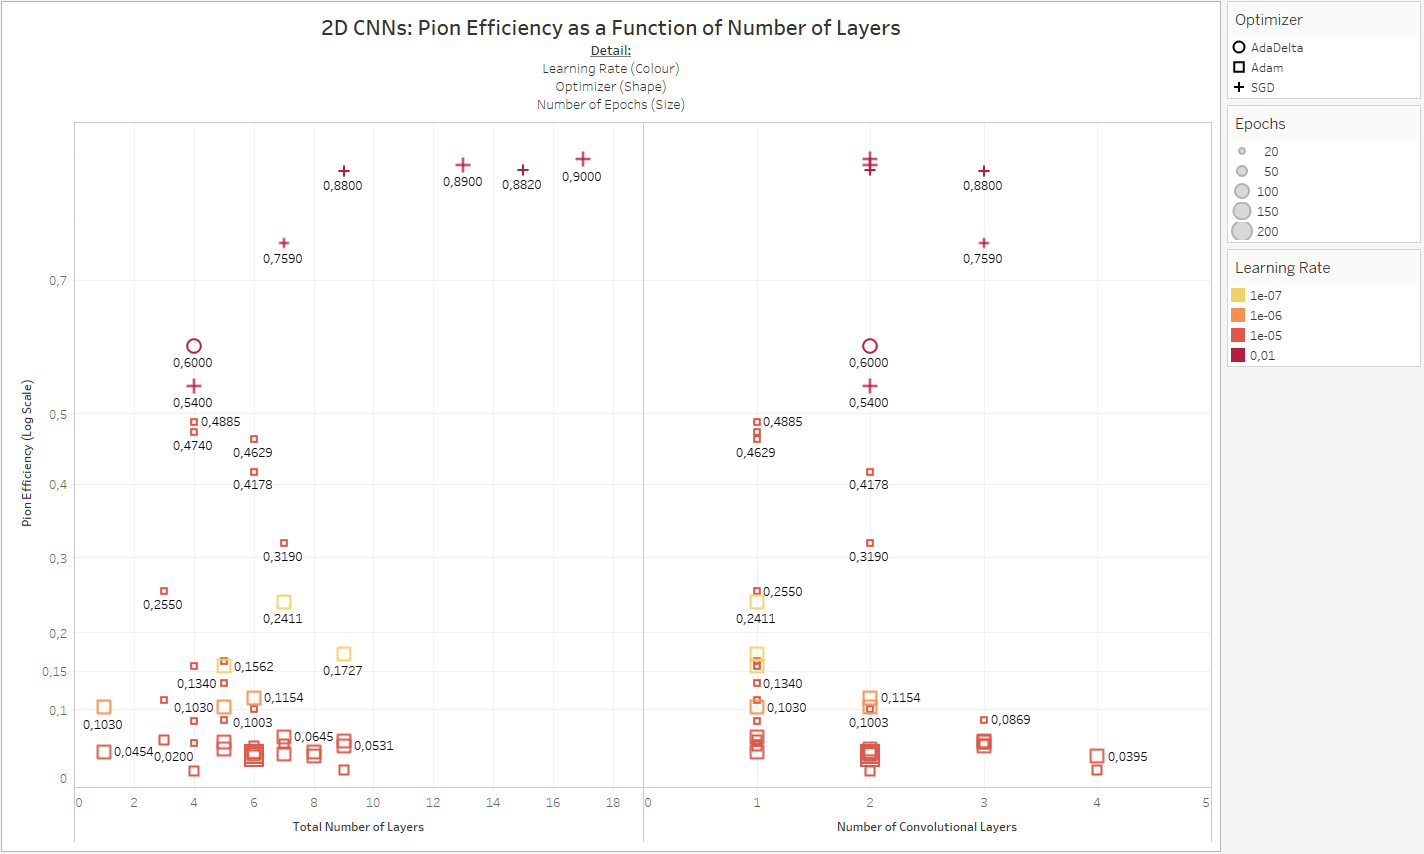 2D CNNs: Pion Efficiency as a Function of Number of Layers
Detail:
Learning Rate (Colour)
Optimizer (Shape)
Number of Epochs (Size)
Pion Efficiency (Log Scale)
0,7
0,5
0,4
0,3
0,2
0,15
0,1
0
0,8800
0,8900
0,8820
0,9000
0,7590
0,6000
0,5400
0,4885
0,4740
0,4629
0,4178
0,3190
0,2550
0,2411
0,1562
0,1727
0,1340
0,1154
0,1030
0,1030
0,1003
0,0645
0,0531
0,0454
0,0200
0 2 4 6 8 10 12 14 16 18
Total Number of Layers
0,8800
0,7590
0,6000
0,5400
0,4885
0,4629
0,4178
0,3190
0,2550
0,2411
0,1340
0,1154
0,1030
0,1003
0,0869
0,0395
0 1 2 3 4 5
Number of Convolutional Layers
Optimizer
AdaDelta
Adam
SGD
Epochs
20
50
100
150
200
Learning Rate
1e-07
1e-06
1e-05
0,01